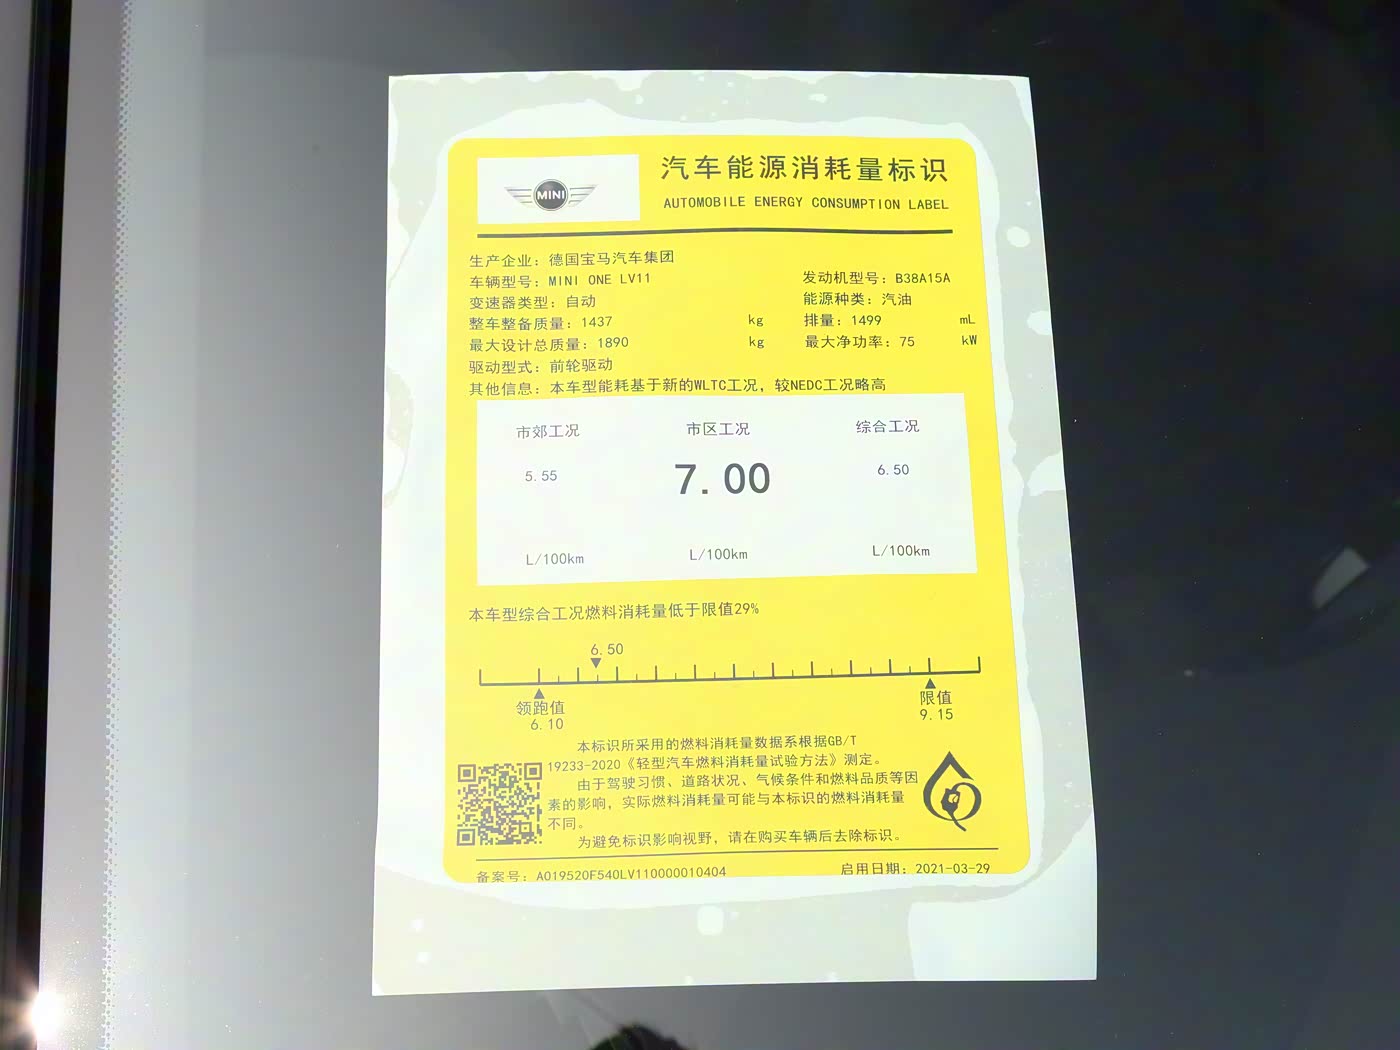 MINI
汽车能源消耗量标识
AUTOMOBILE ENERGY CONSUMPTION LABEL
生产企业：德国宝马汽车集团
车辆型号：MINI ONE LV11 发动机型号：B38A15A
变速器类型：自动 能源种类：汽油
整车整备质量：1437 kg 排量：1499 mL
最大设计总质量：1890 kg 最大净功率：75 kW
驱动型式：前轮驱动
其他信息：本车型能耗基于新的WLTC工况，较NEDC工况略高
市郊工况 市区工况 综合工况
5.55 7.00 6.50
L/100km L/100km L/100km
本车型综合工况燃料消耗量低于限值29%
6.50
领跑值 限值
6.10 9.15
本标识所采用的燃料消耗量数据系根据GB/T
19233-2020《轻型汽车燃料消耗量试验方法》测定。
由于驾驶习惯、道路状况、气候条件和燃料品质等因
素的影响，实际燃料消耗量可能与本标识的燃料消耗量
不同。
为避免标识影响视野，请在购买车辆后去除标识。
备案号：A019520F540LV110000010404 启用日期：2021-03-29